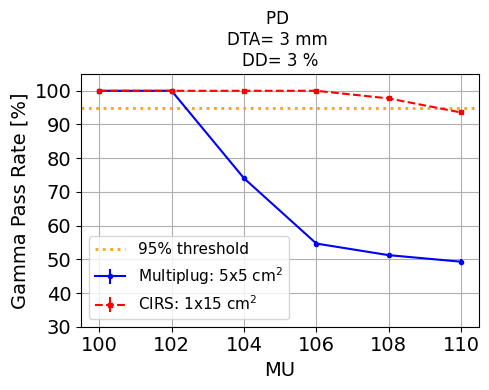 PD
DTA= 3 mm
DD= 3 %
Gamma Pass Rate [%]
100
90
80
70
60
50
40
30
95% threshold
Multiplug: 5x5 cm²
CIRS: 1x15 cm²
100 102 104 106 108 110
MU